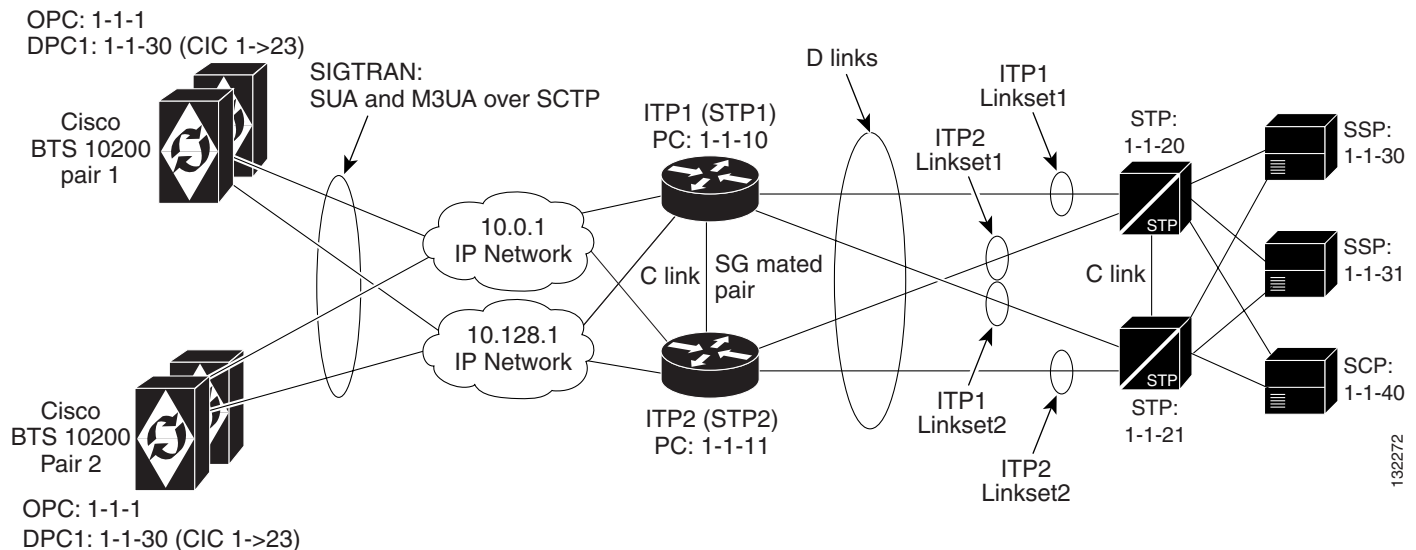 OPC: 1-1-1
DPC1: 1-1-30 (CIC 1->23)
Cisco
BTS 10200
pair 1
SIGTRAN:
SUA and M3UA over SCTP
10.0.1
IP Network
10.128.1
IP Network
Cisco
BTS 10200
Pair 2
OPC: 1-1-1
DPC1: 1-1-30 (CIC 1->23)
ITP1 (STP1)
PC: 1-1-10
C link
SG mated
pair
ITP2 (STP2)
PC: 1-1-11
D links
ITP2
Linkset1
ITP1
Linkset1
ITP1
Linkset2
ITP2
Linkset2
STP:
1-1-20
STP
C link
STP
STP:
1-1-21
SSP:
1-1-30
SSP:
1-1-31
SCP:
1-1-40
132272